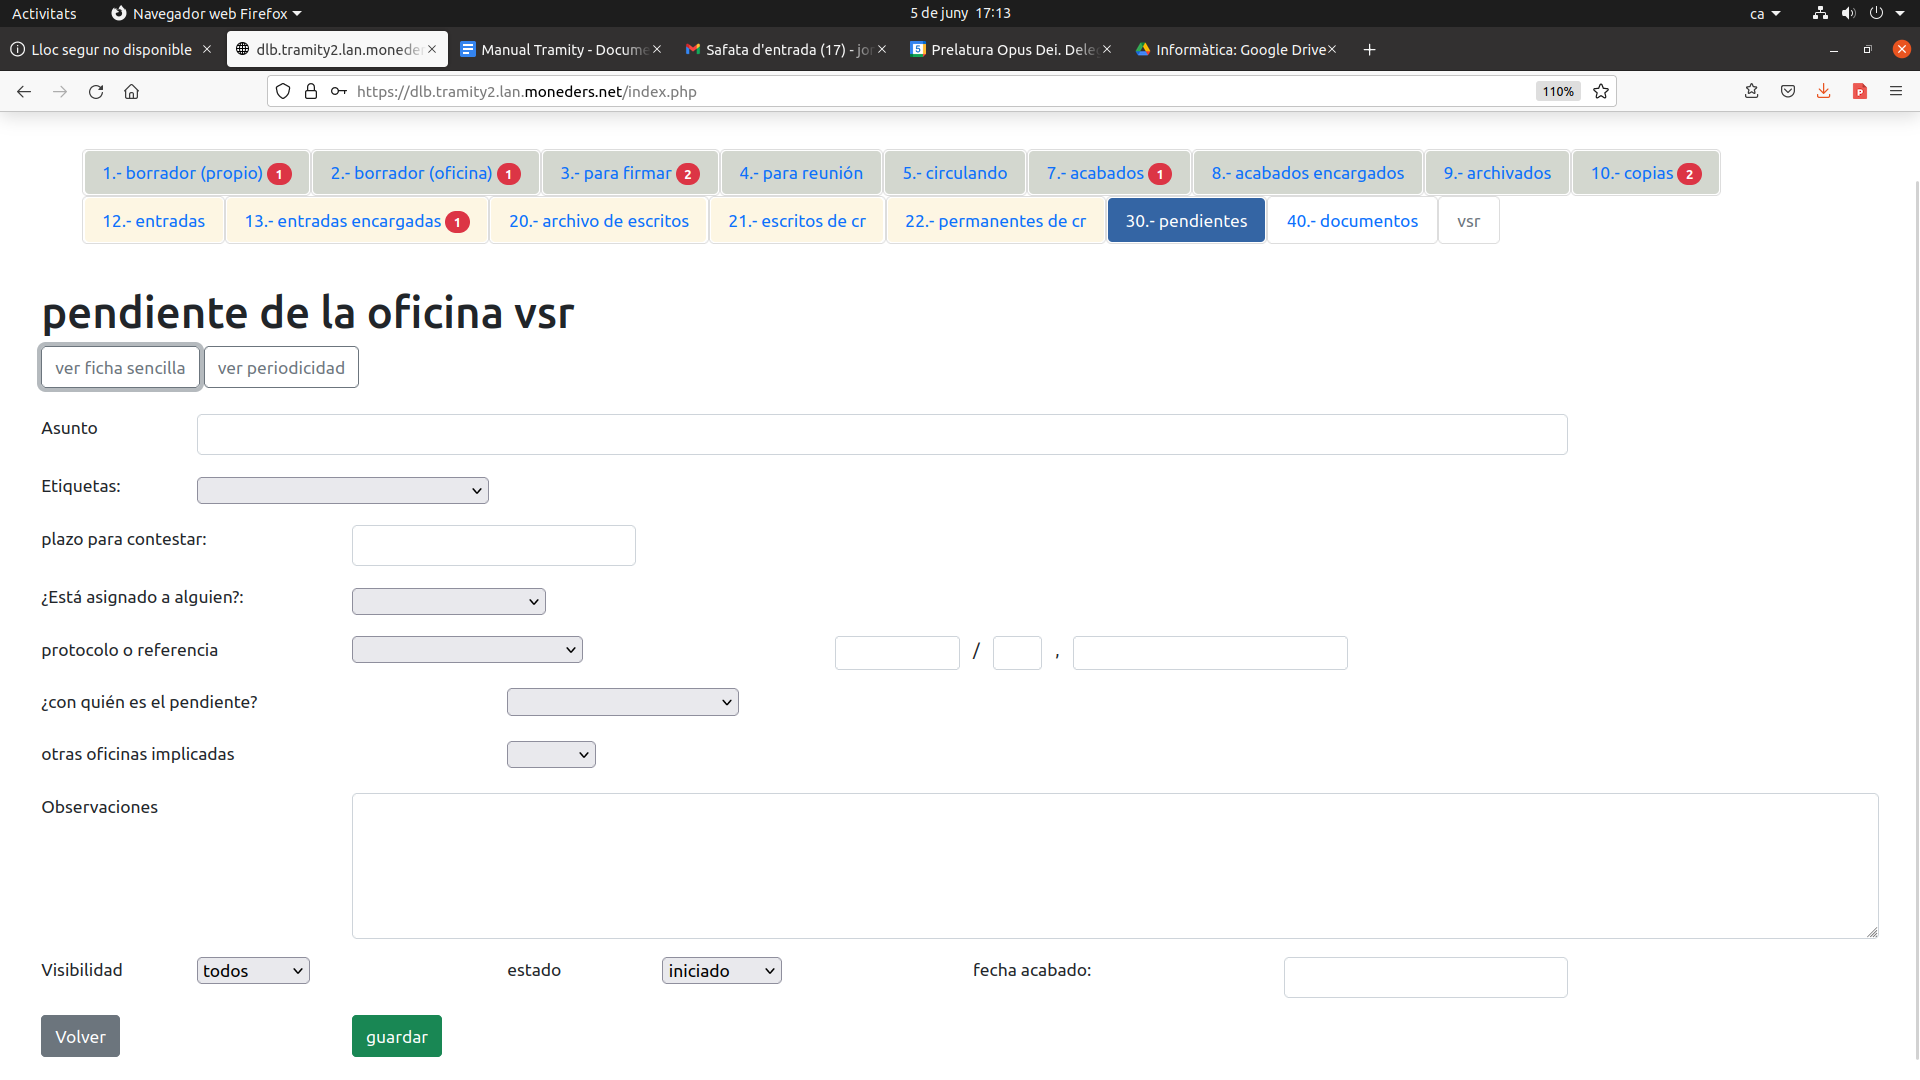 Activitats Navegador web Firefox 5 de juny 17:13 ca
Lloc segur no disponible dlb.tramity2.lan.moneders Manual Tramity - Docume Safata d'entrada (17) - jor Prelatura Opus Dei. Deleg Informàtica: Google Drive
https://dlb.tramity2.lan.moneders.net/index.php 110%
1.- borrador (propio) 1 2.- borrador (oficina) 1 3.- para firmar 2 4.- para reunión 5.- circulando 7.- acabados 1 8.- acabados encargados 9.- archivados 10.- copias 2
12.- entradas 13.- entradas encargadas 1 20.- archivo de escritos 21.- escritos de cr 22.- permanentes de cr 30.- pendientes 40.- documentos vsr
pendiente de la oficina vsr
ver ficha sencilla ver periodicidad
Asunto
Etiquetas:
plazo para contestar:
¿Está asignado a alguien?:
protocolo o referencia / ,
¿con quién es el pendiente?
otras oficinas implicadas
Observaciones
Visibilidad todos estado iniciado fecha acabado:
Volver guardar